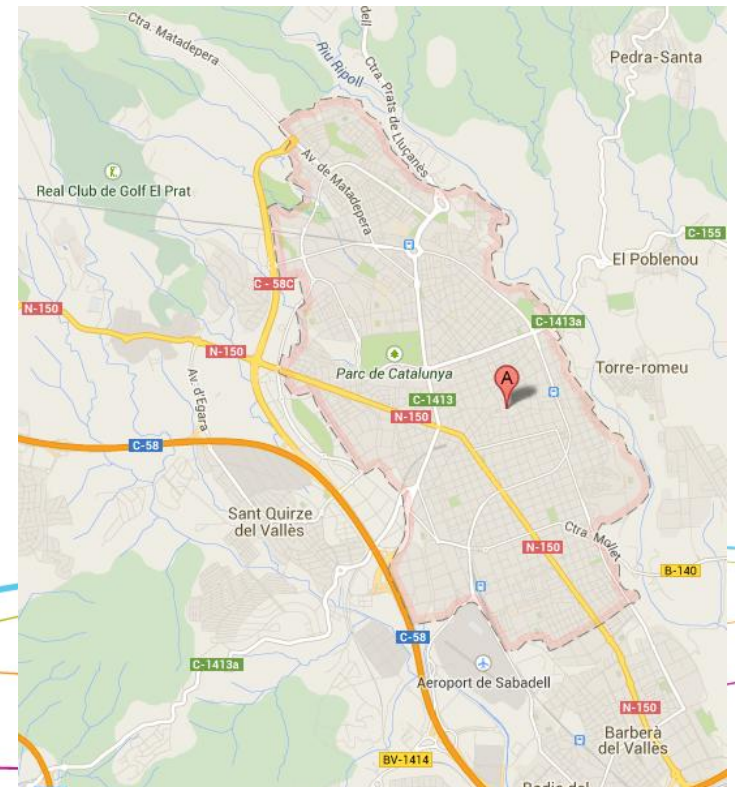 Ctra. Matadepera
dell
Riu Ripoll
Ctra. Prats de Lluçanès
Pedra-Santa
Av. de Matadepera
Real Club de Golf El Prat
C-155
El Poblenou
C - 58C
N-150
C-1413a
N-150
Parc de Catalunya
Torre-romeu
A
Av. d'Egara
C-1413
N-150
C-58
Sant Quirze
del Vallès
Ctra. Mollet
N-150
B-140
C-58
C-1413a
Aeroport de Sabadell
N-150
Barberà
del Vallès
BV-1414